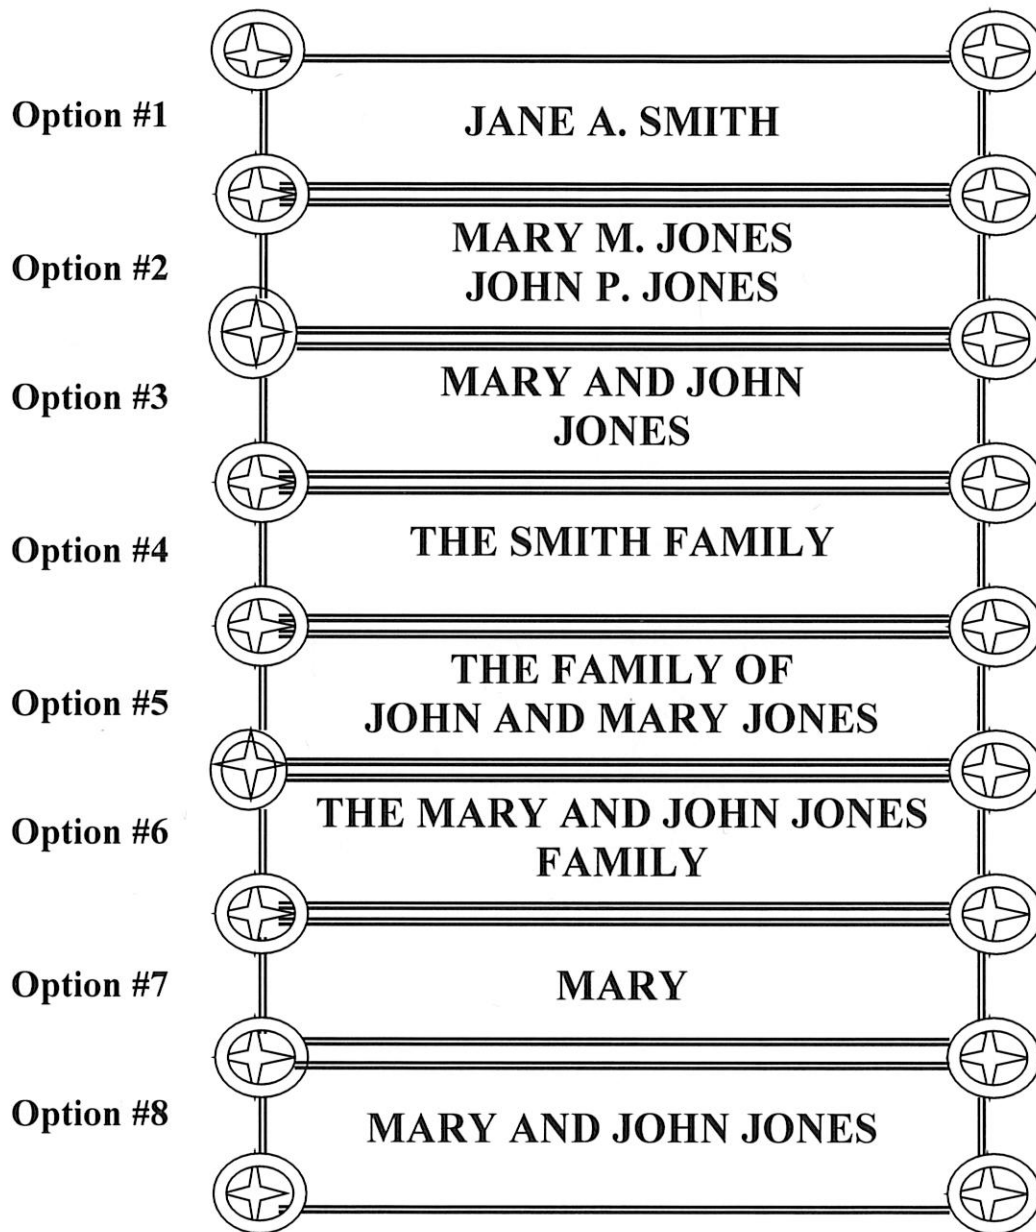 Option #1
JANE A. SMITH
Option #2
MARY M. JONES
JOHN P. JONES
Option #3
MARY AND JOHN
JONES
Option #4
THE SMITH FAMILY
Option #5
THE FAMILY OF
JOHN AND MARY JONES
Option #6
THE MARY AND JOHN JONES
FAMILY
Option #7
MARY
Option #8
MARY AND JOHN JONES